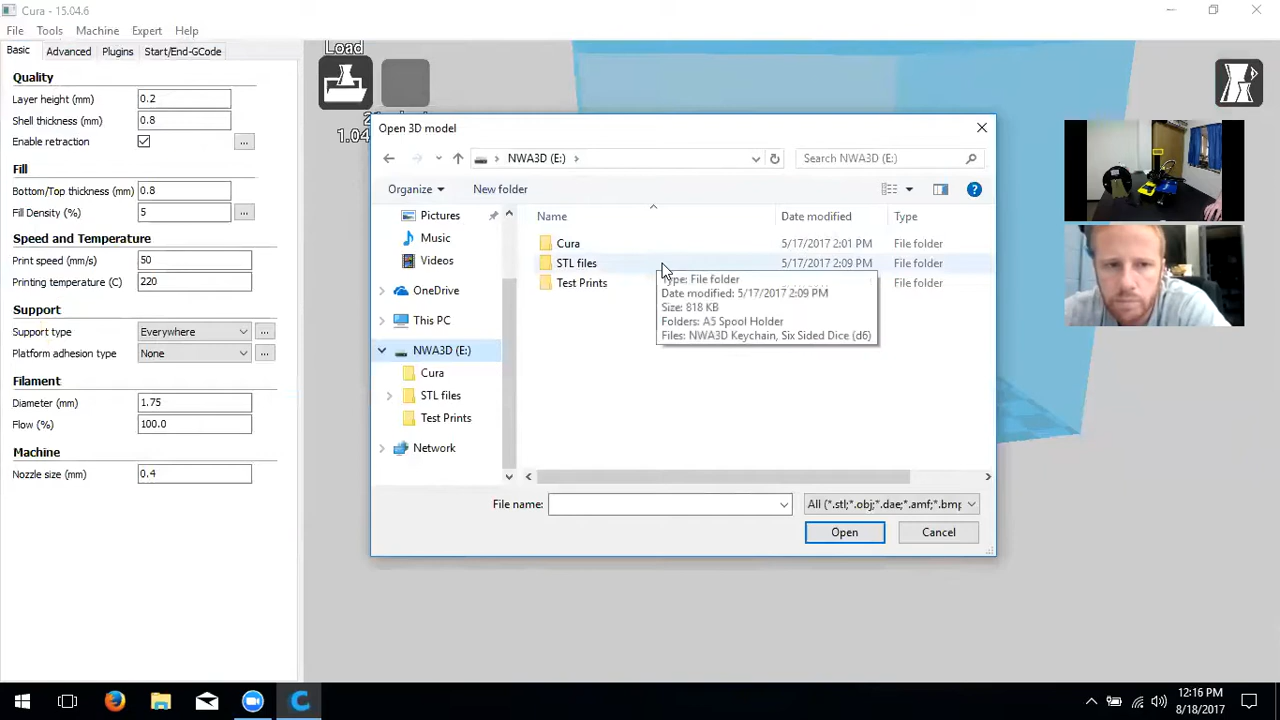 Cura - 15.04.6
File Tools Machine Expert Help
Basic Advanced Plugins Start/End-GCode
Load
Quality
Layer height (mm) 0.2
Shell thickness (mm) 0.8
Enable retraction ...
Fill
Bottom/Top thickness (mm) 0.8
Fill Density (%) 5 ...
Speed and Temperature
Print speed (mm/s) 50
Printing temperature (C) 220
Support
Support type Everywhere ...
Platform adhesion type None ...
Filament
Diameter (mm) 1.75
Flow (%) 100.0
Machine
Nozzle size (mm) 0.4
1.04
Open 3D model
NWA3D (E:)
Search NWA3D (E:)
Organize New folder
Name Date modified Type
Cura 5/17/2017 2:01 PM File folder
STL files 5/17/2017 2:09 PM File folder
Test Prints File folder
Type: File folder
Date modified: 5/17/2017 2:09 PM
Size: 818 KB
Folders: A5 Spool Holder
Files: NWA3D Keychain, Six Sided Dice (d6)
Pictures
Music
Videos
OneDrive
This PC
NWA3D (E:)
Cura
STL files
Test Prints
Network
File name: All (*.stl;*.obj;*.dae;*.amf;*.bmp
Open Cancel
12:16 PM
8/18/2017